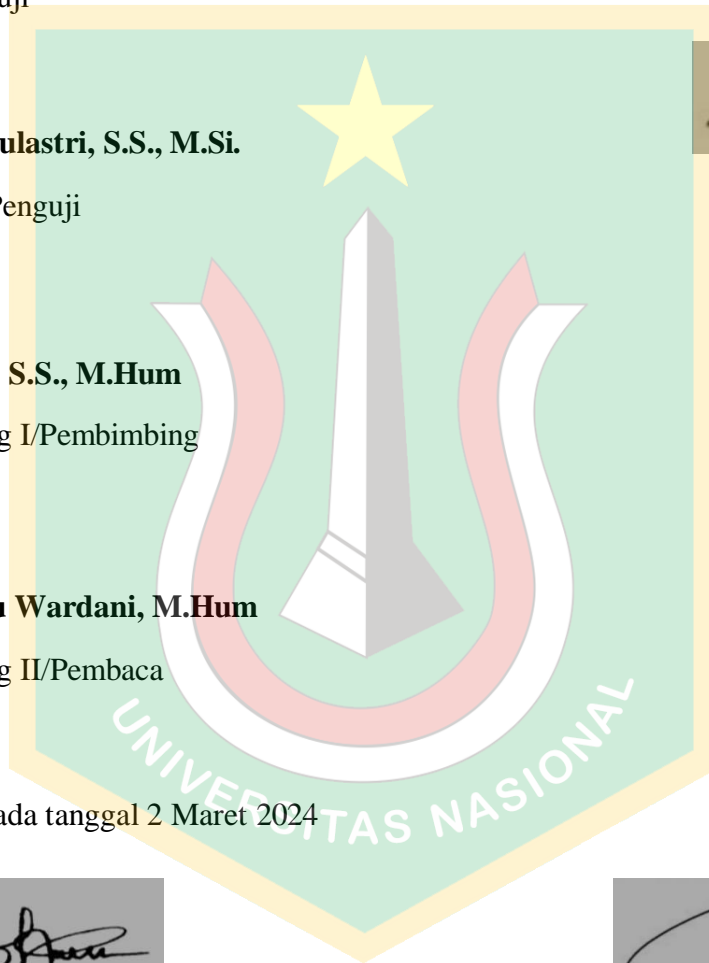 uji
ulastri, S.S., M.Si.
Penguji
S.S., M.Hum
g I/Pembimbing
u Wardani, M.Hum
g II/Pembaca
UNIVERSITAS NASIONAL
ada tanggal 2 Maret 2024